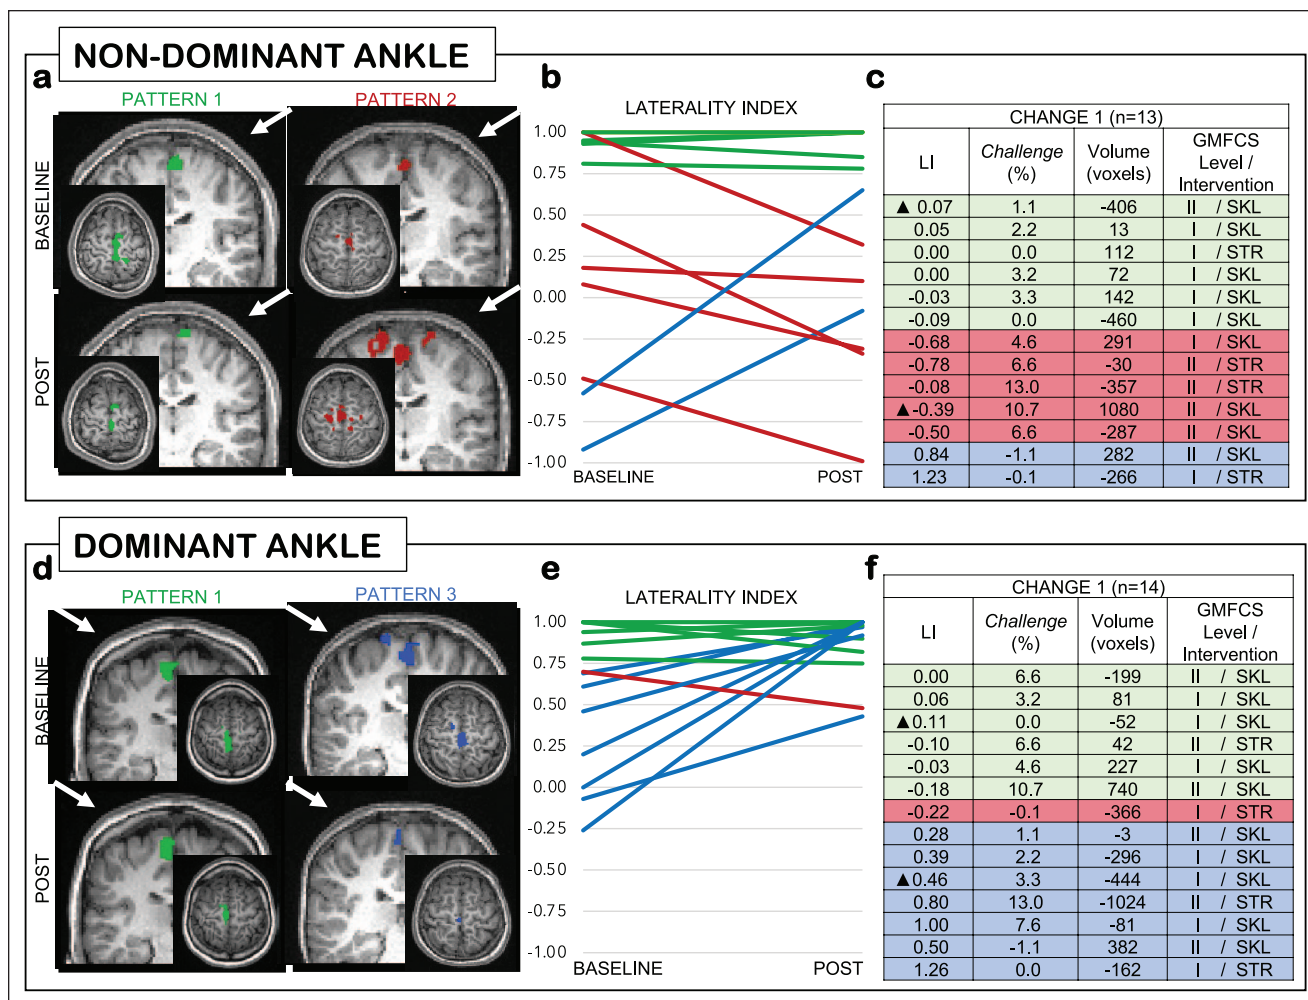 NON-DOMINANT ANKLE
a
PATTERN 1
PATTERN 2
BASELINE
POST
b
LATERALITY INDEX
1.00
0.75
0.50
0.25
0.00
-0.25
-0.50
-0.75
-1.00
BASELINE
POST
c
CHANGE 1 (n=13)
LI
Challenge (%)
Volume (voxels)
GMFCS Level / Intervention
▲ 0.07 1.1 -406 II / SKL
0.05 2.2 13 I / SKL
0.00 0.0 112 I / STR
0.00 3.2 72 I / SKL
-0.03 3.3 142 I / SKL
-0.09 0.0 -460 I / SKL
-0.68 4.6 291 I / SKL
-0.78 6.6 -30 II / STR
-0.08 13.0 -357 II / STR
▲-0.39 10.7 1080 II / SKL
-0.50 6.6 -287 II / SKL
0.84 -1.1 282 II / SKL
1.23 -0.1 -266 I / STR
DOMINANT ANKLE
d
PATTERN 1
PATTERN 3
BASELINE
POST
e
LATERALITY INDEX
1.00
0.75
0.50
0.25
0.00
-0.25
-0.50
-0.75
-1.00
BASELINE
POST
f
CHANGE 1 (n=14)
LI
Challenge (%)
Volume (voxels)
GMFCS Level / Intervention
0.00 6.6 -199 II / SKL
0.06 3.2 81 I / SKL
▲0.11 0.0 -52 I / SKL
-0.10 6.6 42 II / STR
-0.03 4.6 227 I / SKL
-0.18 10.7 740 II / SKL
-0.22 -0.1 -366 I / STR
0.28 1.1 -3 II / SKL
0.39 2.2 -296 I / SKL
▲0.46 3.3 -444 I / SKL
0.80 13.0 -1024 II / STR
1.00 7.6 -81 I / SKL
0.50 -1.1 382 II / SKL
1.26 0.0 -162 I / STR